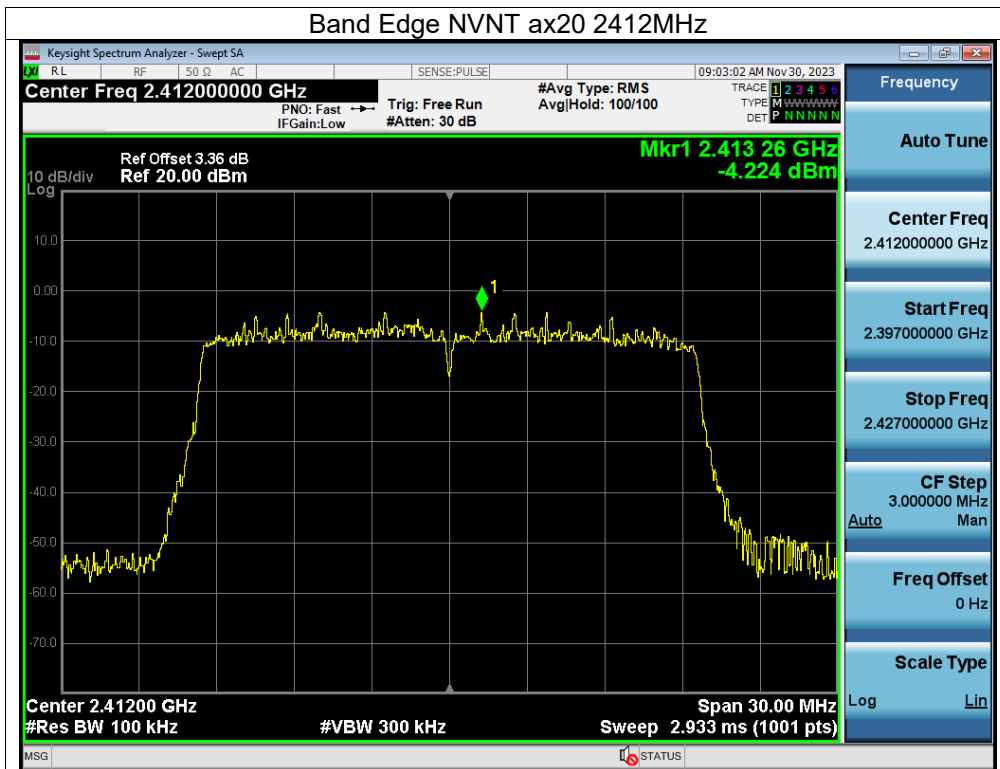 Band Edge NVNT ax20 2412MHz
Keysight Spectrum Analyzer - Swept SA
LXI RL RF 50 Ω AC SENSE:PULSE 09:03:02 AM Nov 30, 2023
Center Freq 2.412000000 GHz
PNO: Fast
IFGain:Low
Trig: Free Run
#Atten: 30 dB
#Avg Type: RMS
Avg|Hold: 100/100
TRACE 1 2 3 4 5 6
TYPE M WWWWW
DET P N N N N N
Mkr1 2.413 26 GHz
-4.224 dBm
Ref Offset 3.36 dB
10 dB/div Ref 20.00 dBm
Log
10.0
0.00
-10.0
-20.0
-30.0
-40.0
-50.0
-60.0
-70.0
1
Center 2.41200 GHz Span 30.00 MHz
#Res BW 100 kHz #VBW 300 kHz Sweep 2.933 ms (1001 pts)
MSG STATUS
Frequency
Auto Tune
Center Freq
2.412000000 GHz
Start Freq
2.397000000 GHz
Stop Freq
2.427000000 GHz
CF Step
3.000000 MHz
Auto Man
Freq Offset
0 Hz
Scale Type
Log Lin